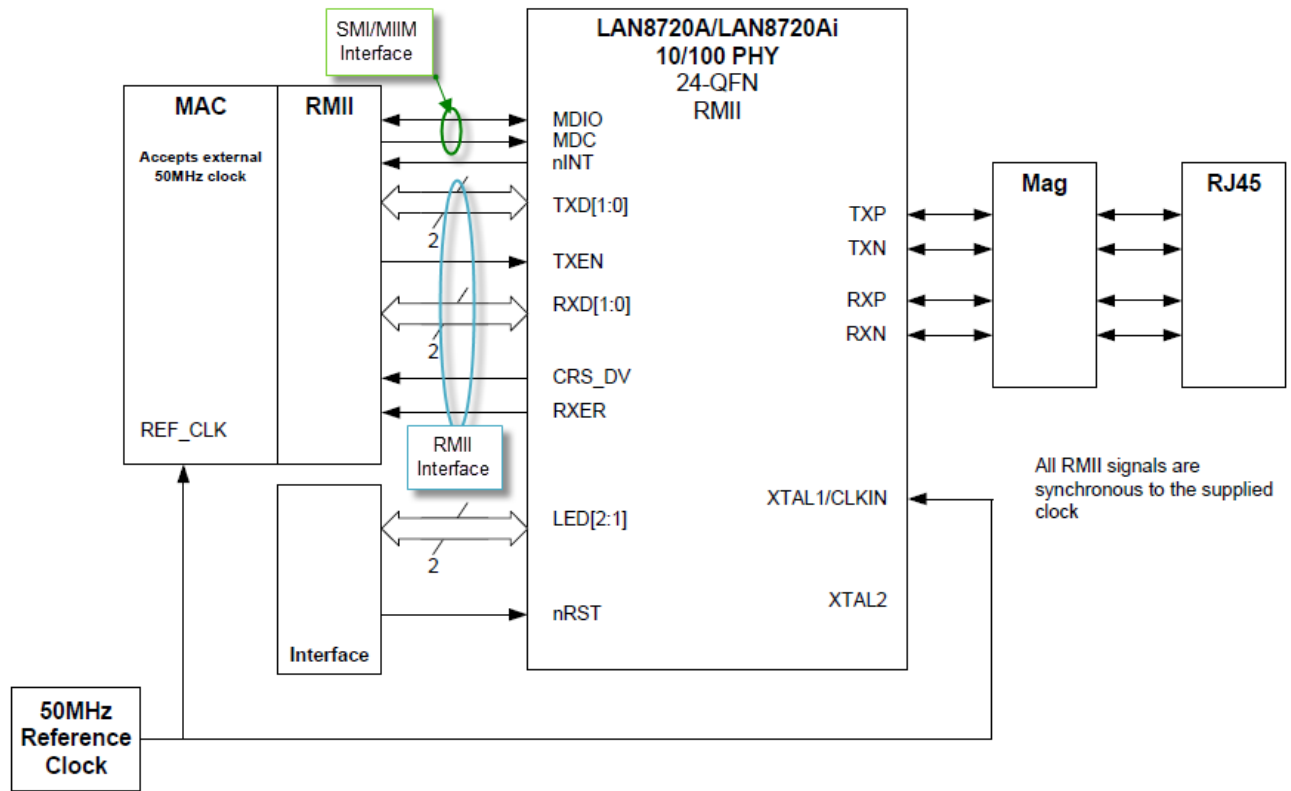 SMI/MIIM
Interface
LAN8720A/LAN8720Ai
10/100 PHY
24-QFN
RMII
MAC
RMII
Accepts external
50MHz clock
MDIO
MDC
nINT
TXD[1:0]
2
TXEN
RXD[1:0]
2
CRS_DV
RXER
REF_CLK
RMII
Interface
TXP
TXN
RXP
RXN
Mag
RJ45
XTAL1/CLKIN
XTAL2
All RMII signals are
synchronous to the supplied
clock
LED[2:1]
2
nRST
Interface
50MHz
Reference
Clock